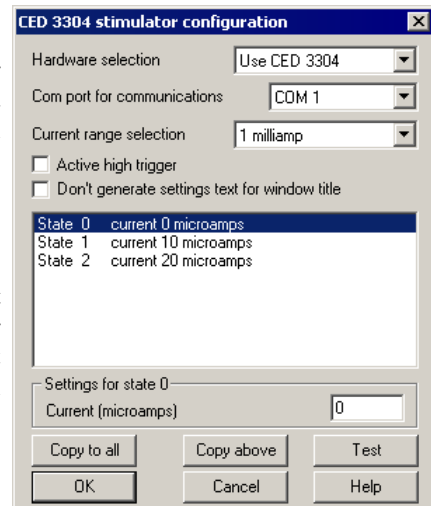 CED 3304 stimulator configuration
Hardware selection Use CED 3304
Com port for communications COM 1
Current range selection 1 milliamp
Active high trigger
Don't generate settings text for window title
State 0 current 0 microamps
State 1 current 10 microamps
State 2 current 20 microamps
Settings for state 0
Current (microamps) 0
Copy to all Copy above Test
OK Cancel Help